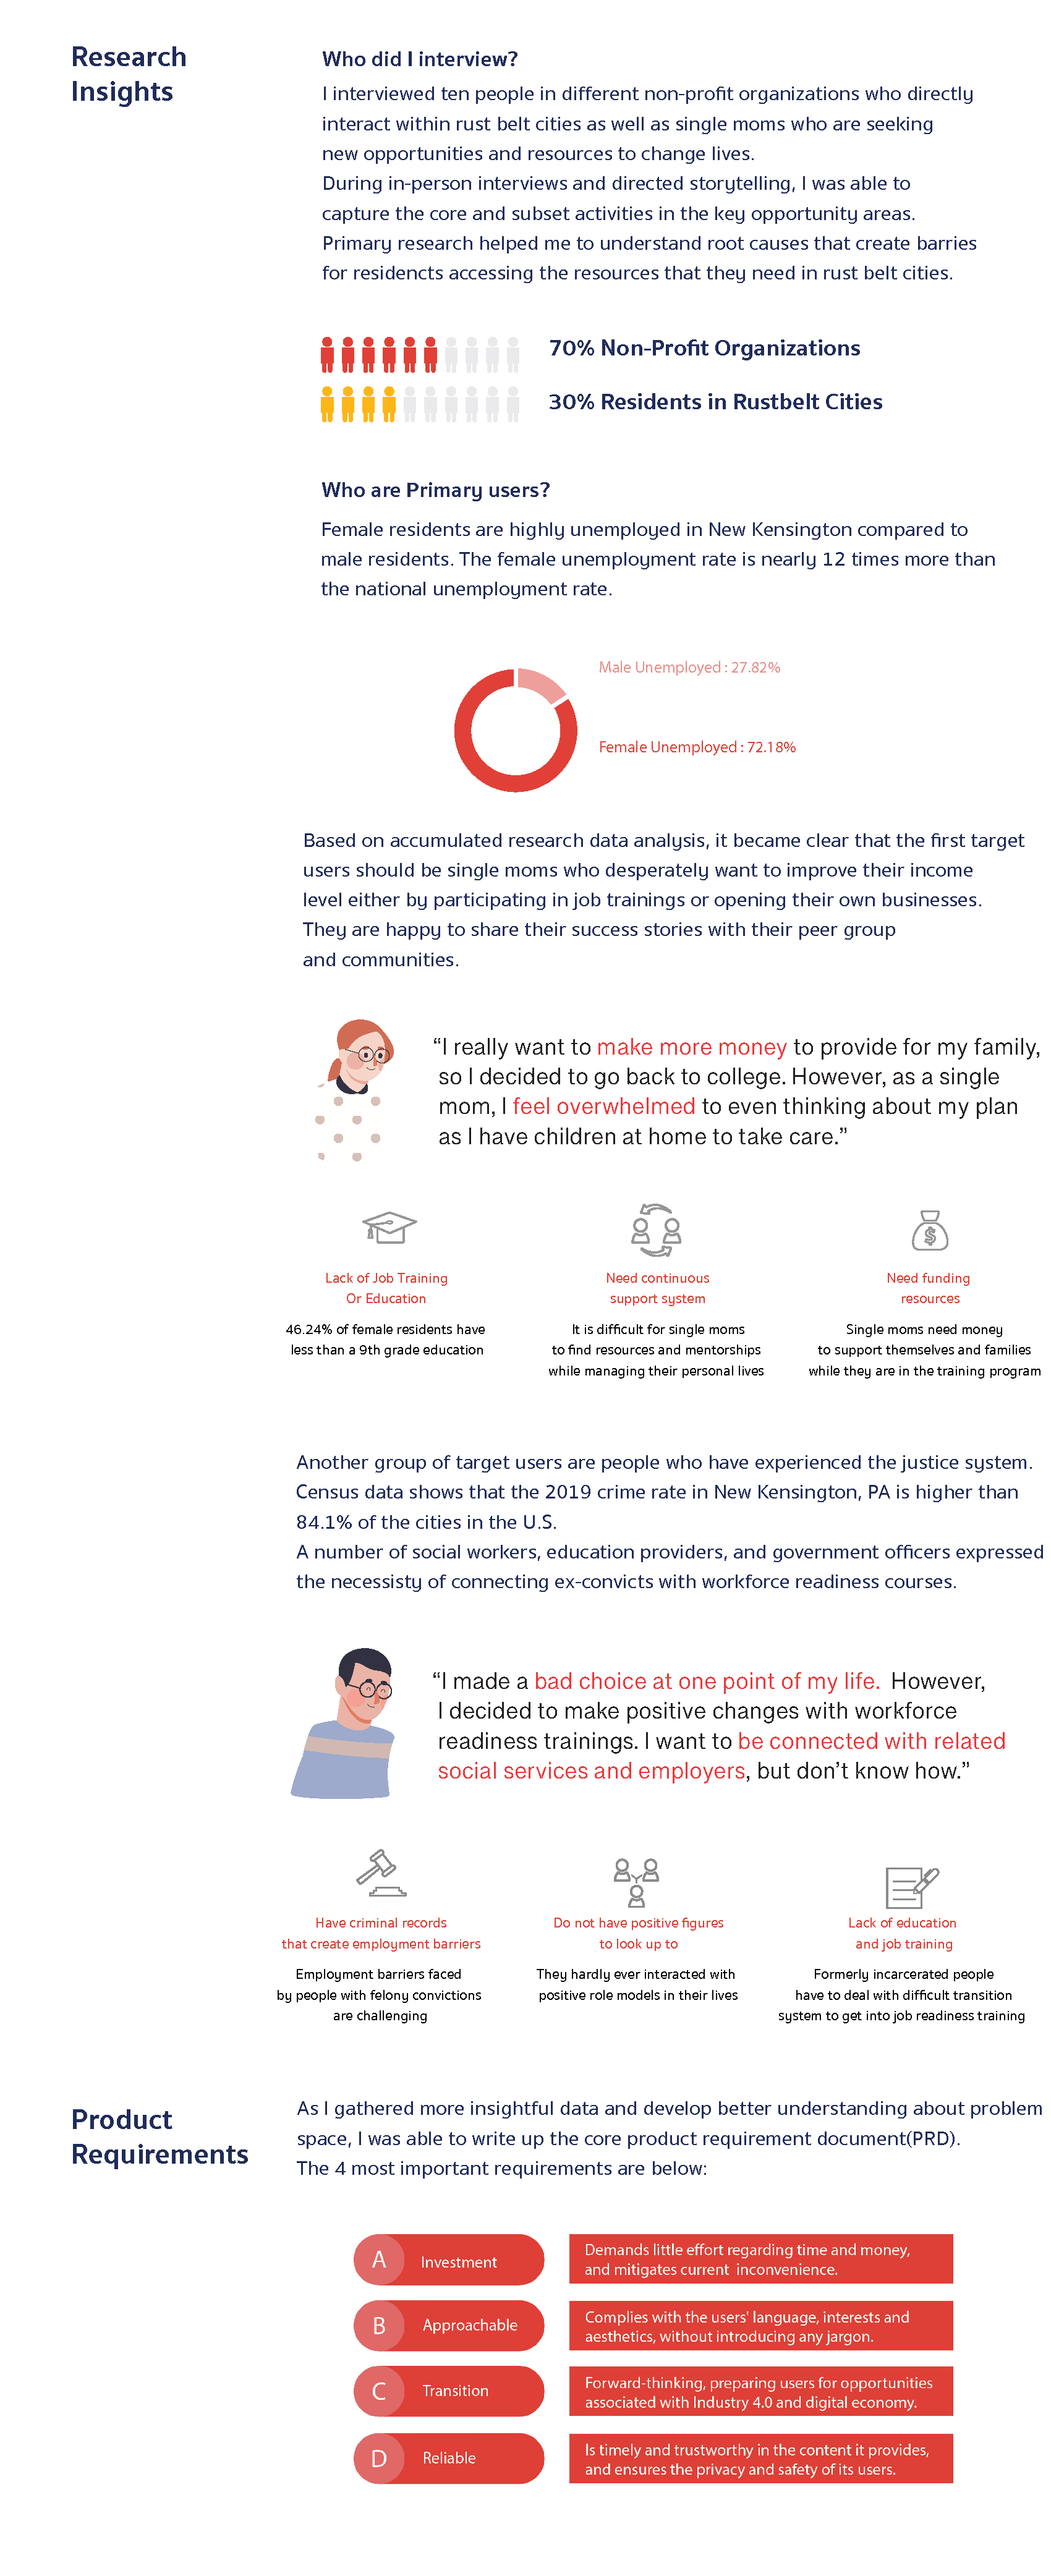 Research
Insights
Who did I interview?
I interviewed ten people in different non-profit organizations who directly
interact within rust belt cities as well as single moms who are seeking
new opportunities and resources to change lives.
During in-person interviews and directed storytelling, I was able to
capture the core and subset activities in the key opportunity areas.
Primary research helped me to understand root causes that create barries
for residencts accessing the resources that they need in rust belt cities.
70% Non-Profit Organizations
30% Residents in Rustbelt Cities
Who are Primary users?
Female residents are highly unemployed in New Kensington compared to
male residents. The female unemployment rate is nearly 12 times more than
the national unemployment rate.
Male Unemployed : 27.82%
Female Unemployed : 72.18%
Based on accumulated research data analysis, it became clear that the first target
users should be single moms who desperately want to improve their income
level either by participating in job trainings or opening their own businesses.
They are happy to share their success stories with their peer group
and communities.
“I really want to make more money to provide for my family,
so I decided to go back to college. However, as a single
mom, I feel overwhelmed to even thinking about my plan
as I have children at home to take care.”
$
Lack of Job Training
Or Education
46.24% of female residents have
less than a 9th grade education
Need continuous
support system
It is difficult for single moms
to find resources and mentorships
while managing their personal lives
Need funding
resources
Single moms need money
to support themselves and families
while they are in the training program
Another group of target users are people who have experienced the justice system.
Census data shows that the 2019 crime rate in New Kensington, PA is higher than
84.1% of the cities in the U.S.
A number of social workers, education providers, and government officers expressed
the necessisty of connecting ex-convicts with workforce readiness courses.
“I made a bad choice at one point of my life. However,
I decided to make positive changes with workforce
readiness trainings. I want to be connected with related
social services and employers, but don’t know how.”
Have criminal records
that create employment barriers
Employment barriers faced
by people with felony convictions
are challenging
Do not have positive figures
to look up to
They hardly ever interacted with
positive role models in their lives
Lack of education
and job training
Formerly incarcerated people
have to deal with difficult transition
system to get into job readiness training
Product
Requirements
As I gathered more insightful data and develop better understanding about problem
space, I was able to write up the core product requirement document(PRD).
The 4 most important requirements are below:
A Investment
Demands little effort regarding time and money,
and mitigates current inconvenience.
B Approachable
Complies with the users' language, interests and
aesthetics, without introducing any jargon.
C Transition
Forward-thinking, preparing users for opportunities
associated with Industry 4.0 and digital economy.
D Reliable
Is timely and trustworthy in the content it provides,
and ensures the privacy and safety of its users.